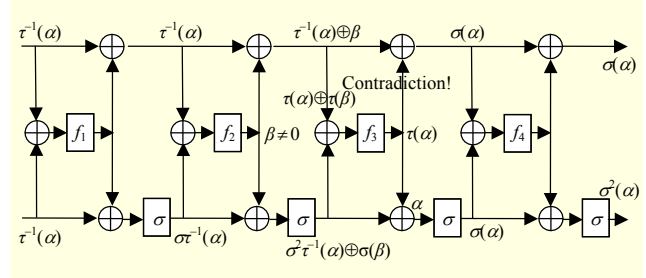 τ⁻¹(α) τ⁻¹(α) τ⁻¹(α)⊕β σ(α)
σ(α)
Contradiction!
τ(α)⊕τ(β)
f₁ f₂ β≠0 f₃ τ(α) f₄
α σ²(α)
σ σ σ σ
τ⁻¹(α) στ⁻¹(α) σ(α)
σ²τ⁻¹(α)⊕σ(β)